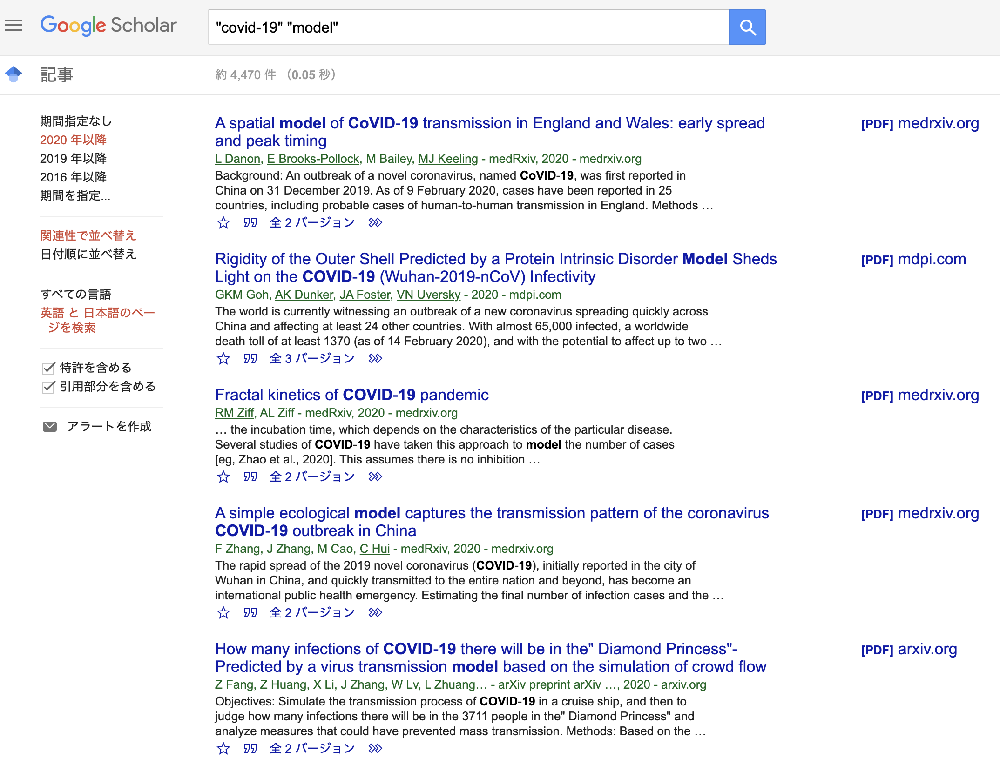 Google Scholar
"covid-19" "model"
記事
約 4,470 件 （0.05 秒）
期間指定なし
2020 年以降
2019 年以降
2016 年以降
期間を指定...
関連性で並べ替え
日付順に並べ替え
すべての言語
英語 と 日本語のペー
ジを検索
特許を含める
引用部分を含める
アラートを作成
A spatial model of CoVID-19 transmission in England and Wales: early spread
and peak timing
L Danon, E Brooks-Pollock, M Bailey, MJ Keeling - medRxiv, 2020 - medrxiv.org
Background: An outbreak of a novel coronavirus, named CoVID-19, was first reported in
China on 31 December 2019. As of 9 February 2020, cases have been reported in 25
countries, including probable cases of human-to-human transmission in England. Methods …
全 2 バージョン
[PDF] medrxiv.org
Rigidity of the Outer Shell Predicted by a Protein Intrinsic Disorder Model Sheds
Light on the COVID-19 (Wuhan-2019-nCoV) Infectivity
GKM Goh, AK Dunker, JA Foster, VN Uversky - 2020 - mdpi.com
The world is currently witnessing an outbreak of a new coronavirus spreading quickly across
China and affecting at least 24 other countries. With almost 65,000 infected, a worldwide
death toll of at least 1370 (as of 14 February 2020), and with the potential to affect up to two …
全 3 バージョン
[PDF] mdpi.com
Fractal kinetics of COVID-19 pandemic
RM Ziff, AL Ziff - medRxiv, 2020 - medrxiv.org
… the incubation time, which depends on the characteristics of the particular disease.
Several studies of COVID-19 have taken this approach to model the number of cases
[eg, Zhao et al., 2020]. This assumes there is no inhibition …
全 2 バージョン
[PDF] medrxiv.org
A simple ecological model captures the transmission pattern of the coronavirus
COVID-19 outbreak in China
F Zhang, J Zhang, M Cao, C Hui - medRxiv, 2020 - medrxiv.org
The rapid spread of the 2019 novel coronavirus (COVID-19), initially reported in the city of
Wuhan in China, and quickly transmitted to the entire nation and beyond, has become an
international public health emergency. Estimating the final number of infection cases and the …
全 2 バージョン
[PDF] medrxiv.org
How many infections of COVID-19 there will be in the" Diamond Princess"-
Predicted by a virus transmission model based on the simulation of crowd flow
Z Fang, Z Huang, X Li, J Zhang, W Lv, L Zhuang… - arXiv preprint arXiv …, 2020 - arxiv.org
Objectives: Simulate the transmission process of COVID-19 in a cruise ship, and then to
judge how many infections there will be in the 3711 people in the" Diamond Princess" and
analyze measures that could have prevented mass transmission. Methods: Based on the …
全 2 バージョン
[PDF] arxiv.org